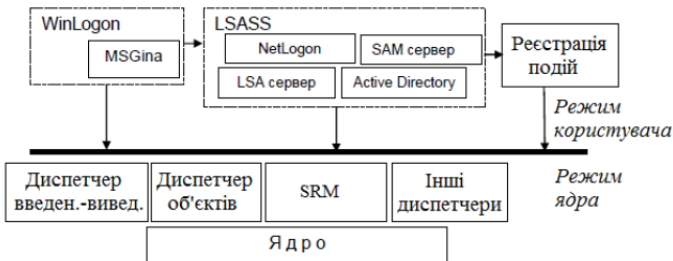 WinLogon
MSGina
LSASS
NetLogon
SAM сервер
LSA сервер
Active Directory
Реєстрація
подій
Режим
користувача
Режим
ядра
Диспетчер
введен.-вивед.
Диспетчер
об'єктів
SRM
Інші
диспетчери
Ядро